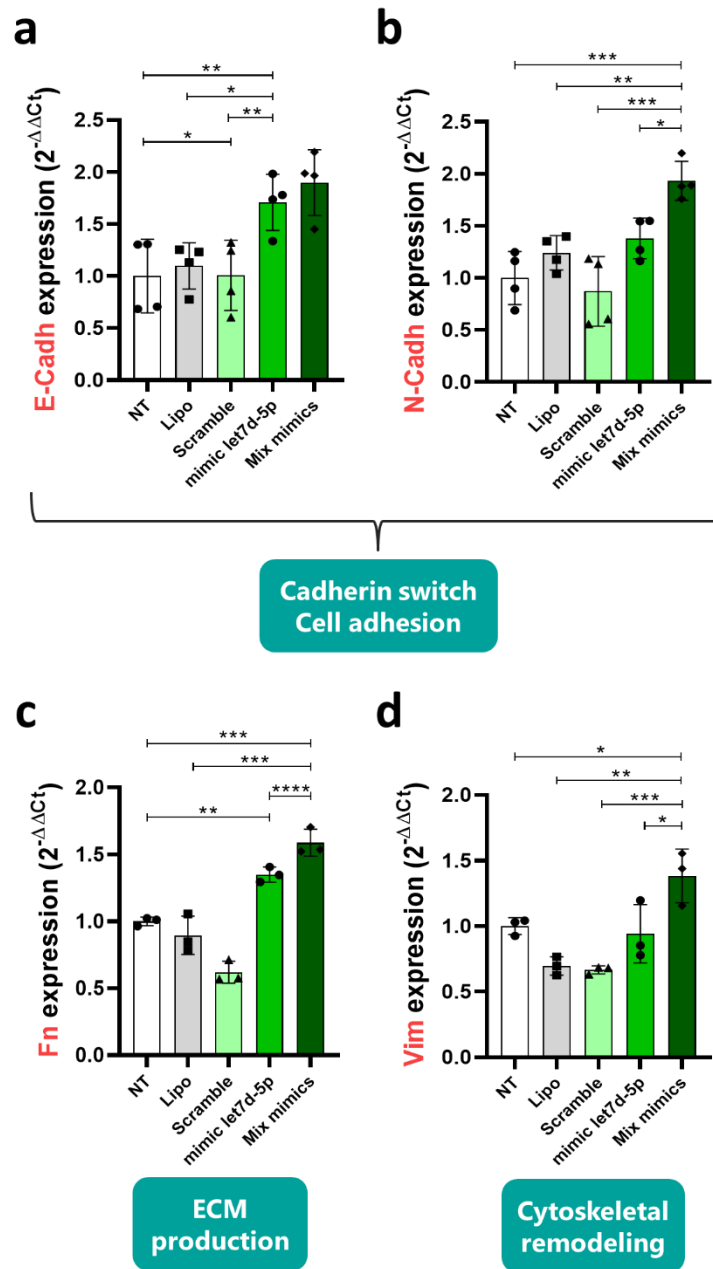 a
**
*
**
*
E-Cadh expression (2^-ΔΔCt)
2.5
2.0
1.5
1.0
0.5
0.0
NT
Lipo
Scramble
mimic let7d-5p
Mix mimics
b
***
**
***
*
N-Cadh expression (2^-ΔΔCt)
2.5
2.0
1.5
1.0
0.5
0.0
NT
Lipo
Scramble
mimic let7d-5p
Mix mimics
Cadherin switch
Cell adhesion
c
***
***
****
**
Fn expression (2^-ΔΔCt)
2.0
1.5
1.0
0.5
0.0
NT
Lipo
Scramble
mimic let7d-5p
Mix mimics
d
*
**
***
*
Vim expression (2^-ΔΔCt)
2.0
1.5
1.0
0.5
0.0
NT
Lipo
Scramble
mimic let7d-5p
Mix mimics
ECM
production
Cytoskeletal
remodeling